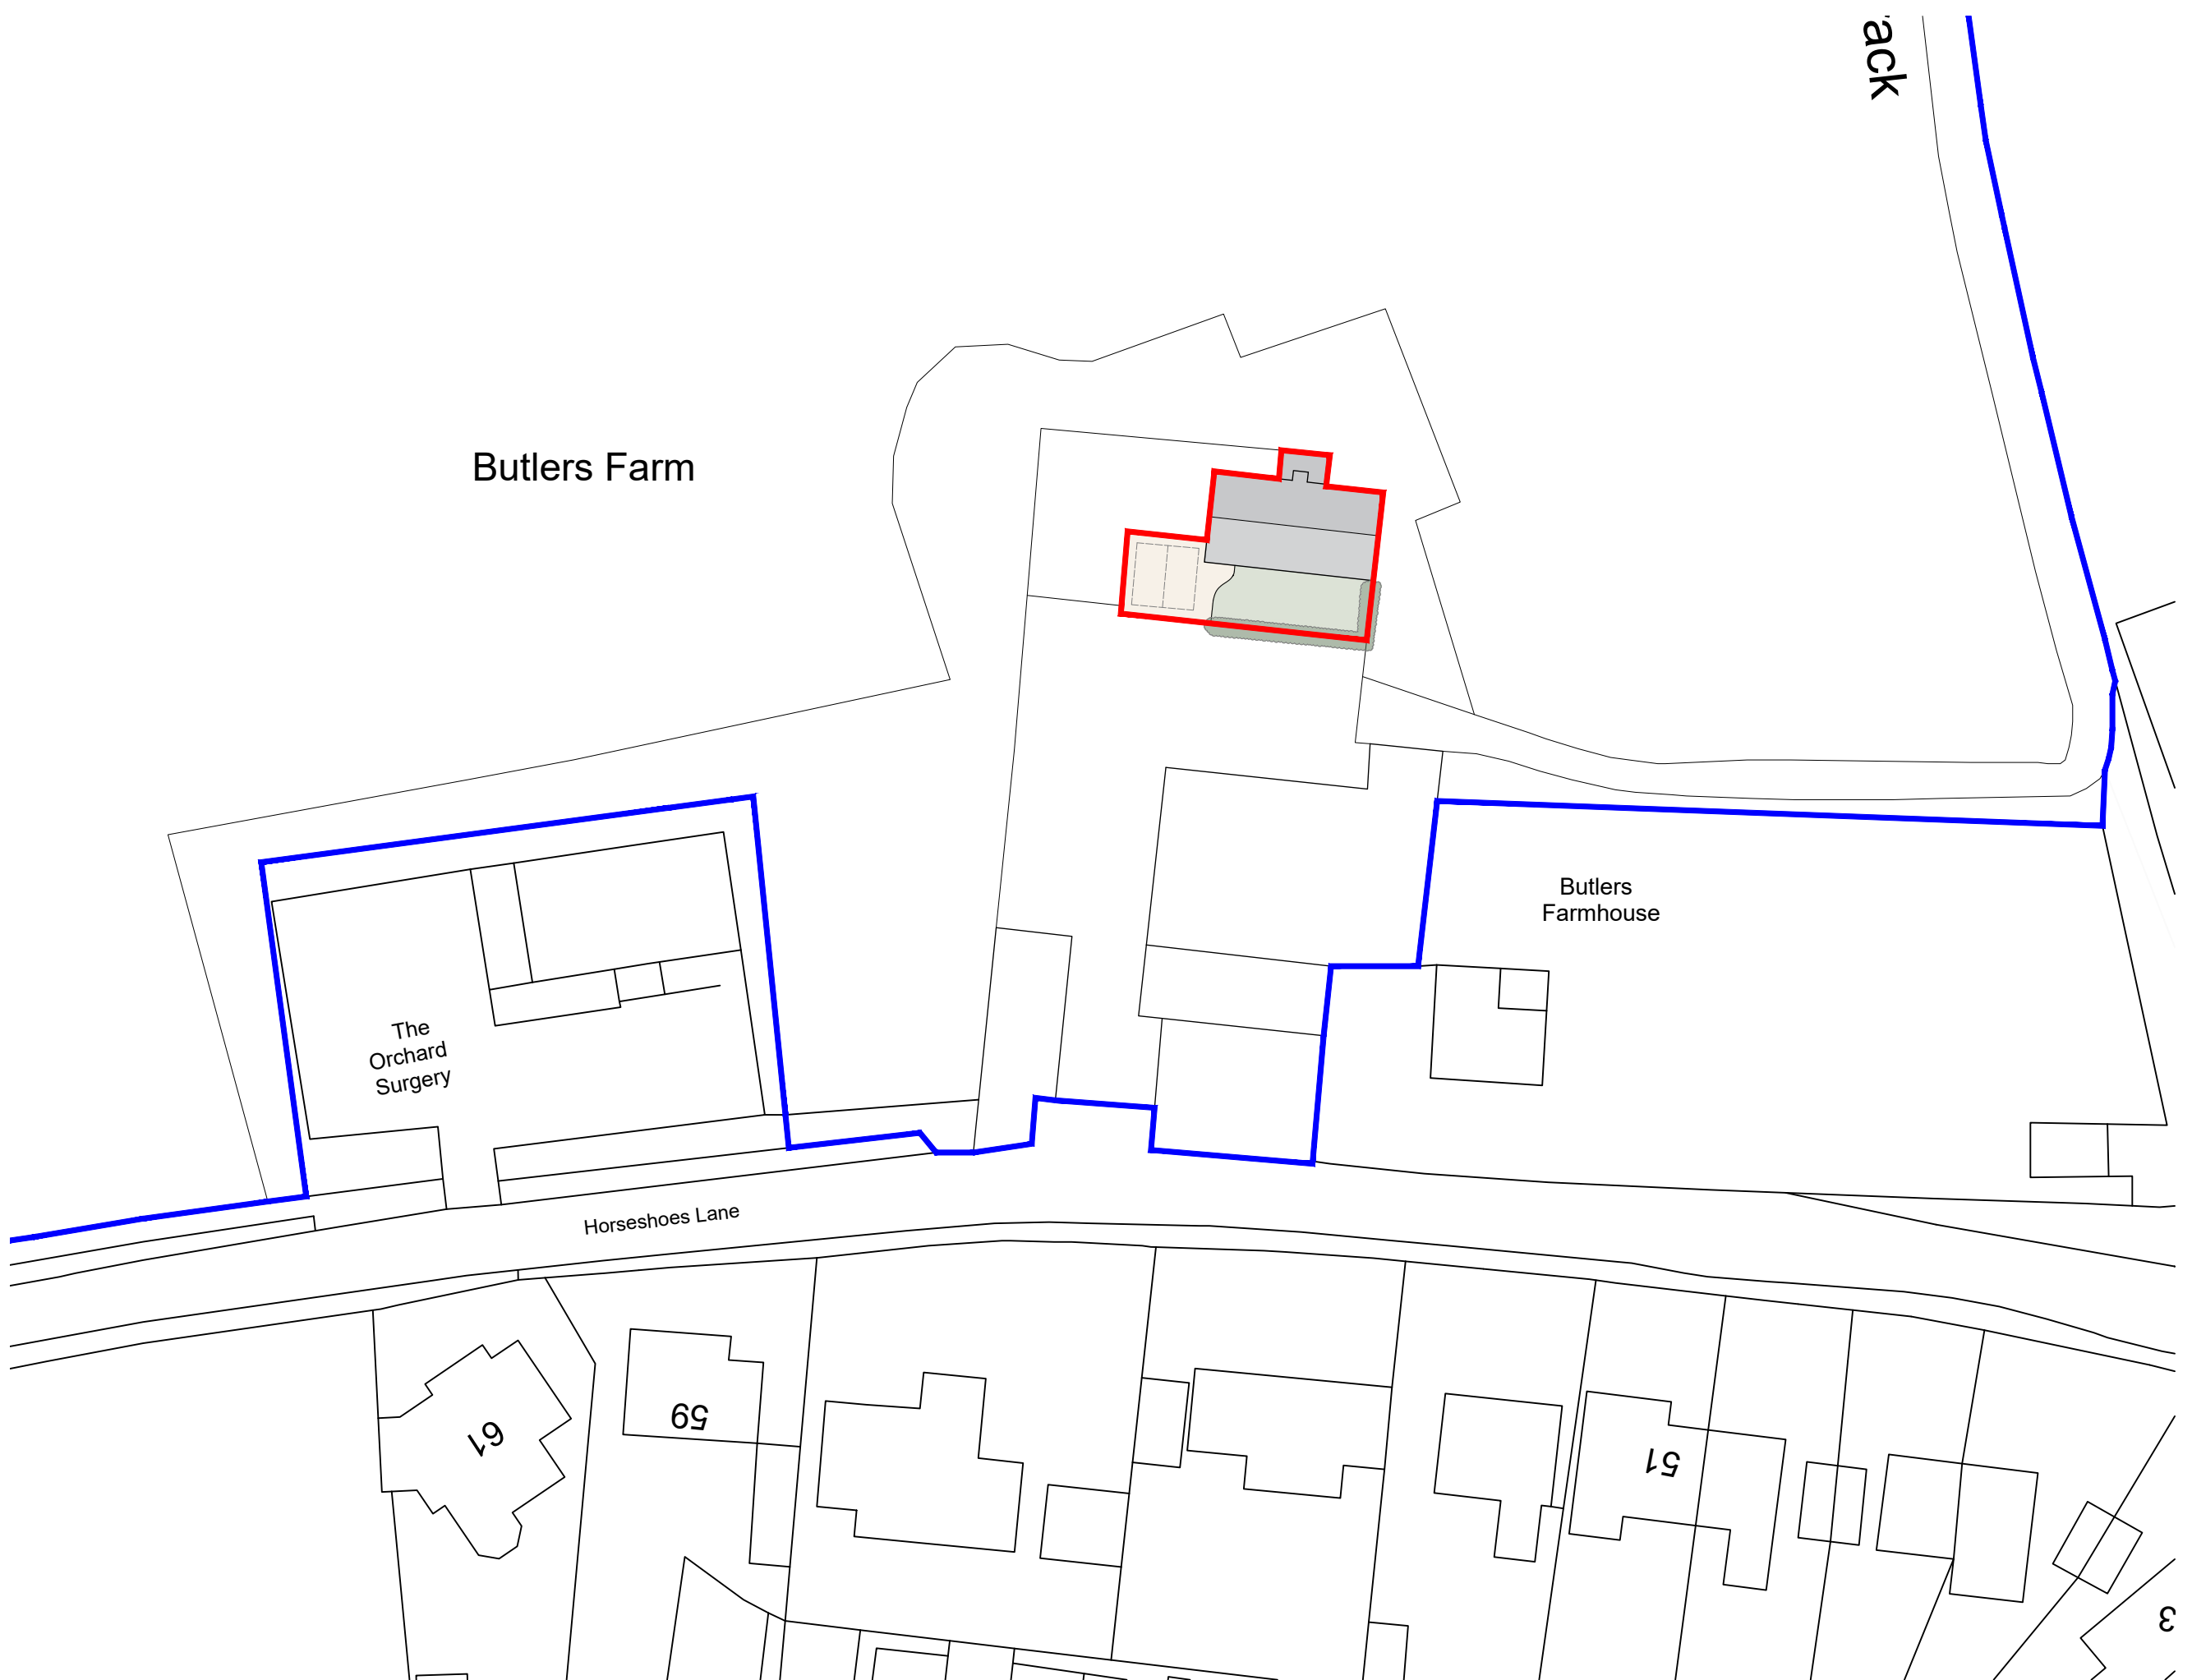 ack
Butlers Farm
Butlers
Farmhouse
The
Orchard
Surgery
Horseshoes Lane
61
59
51
3